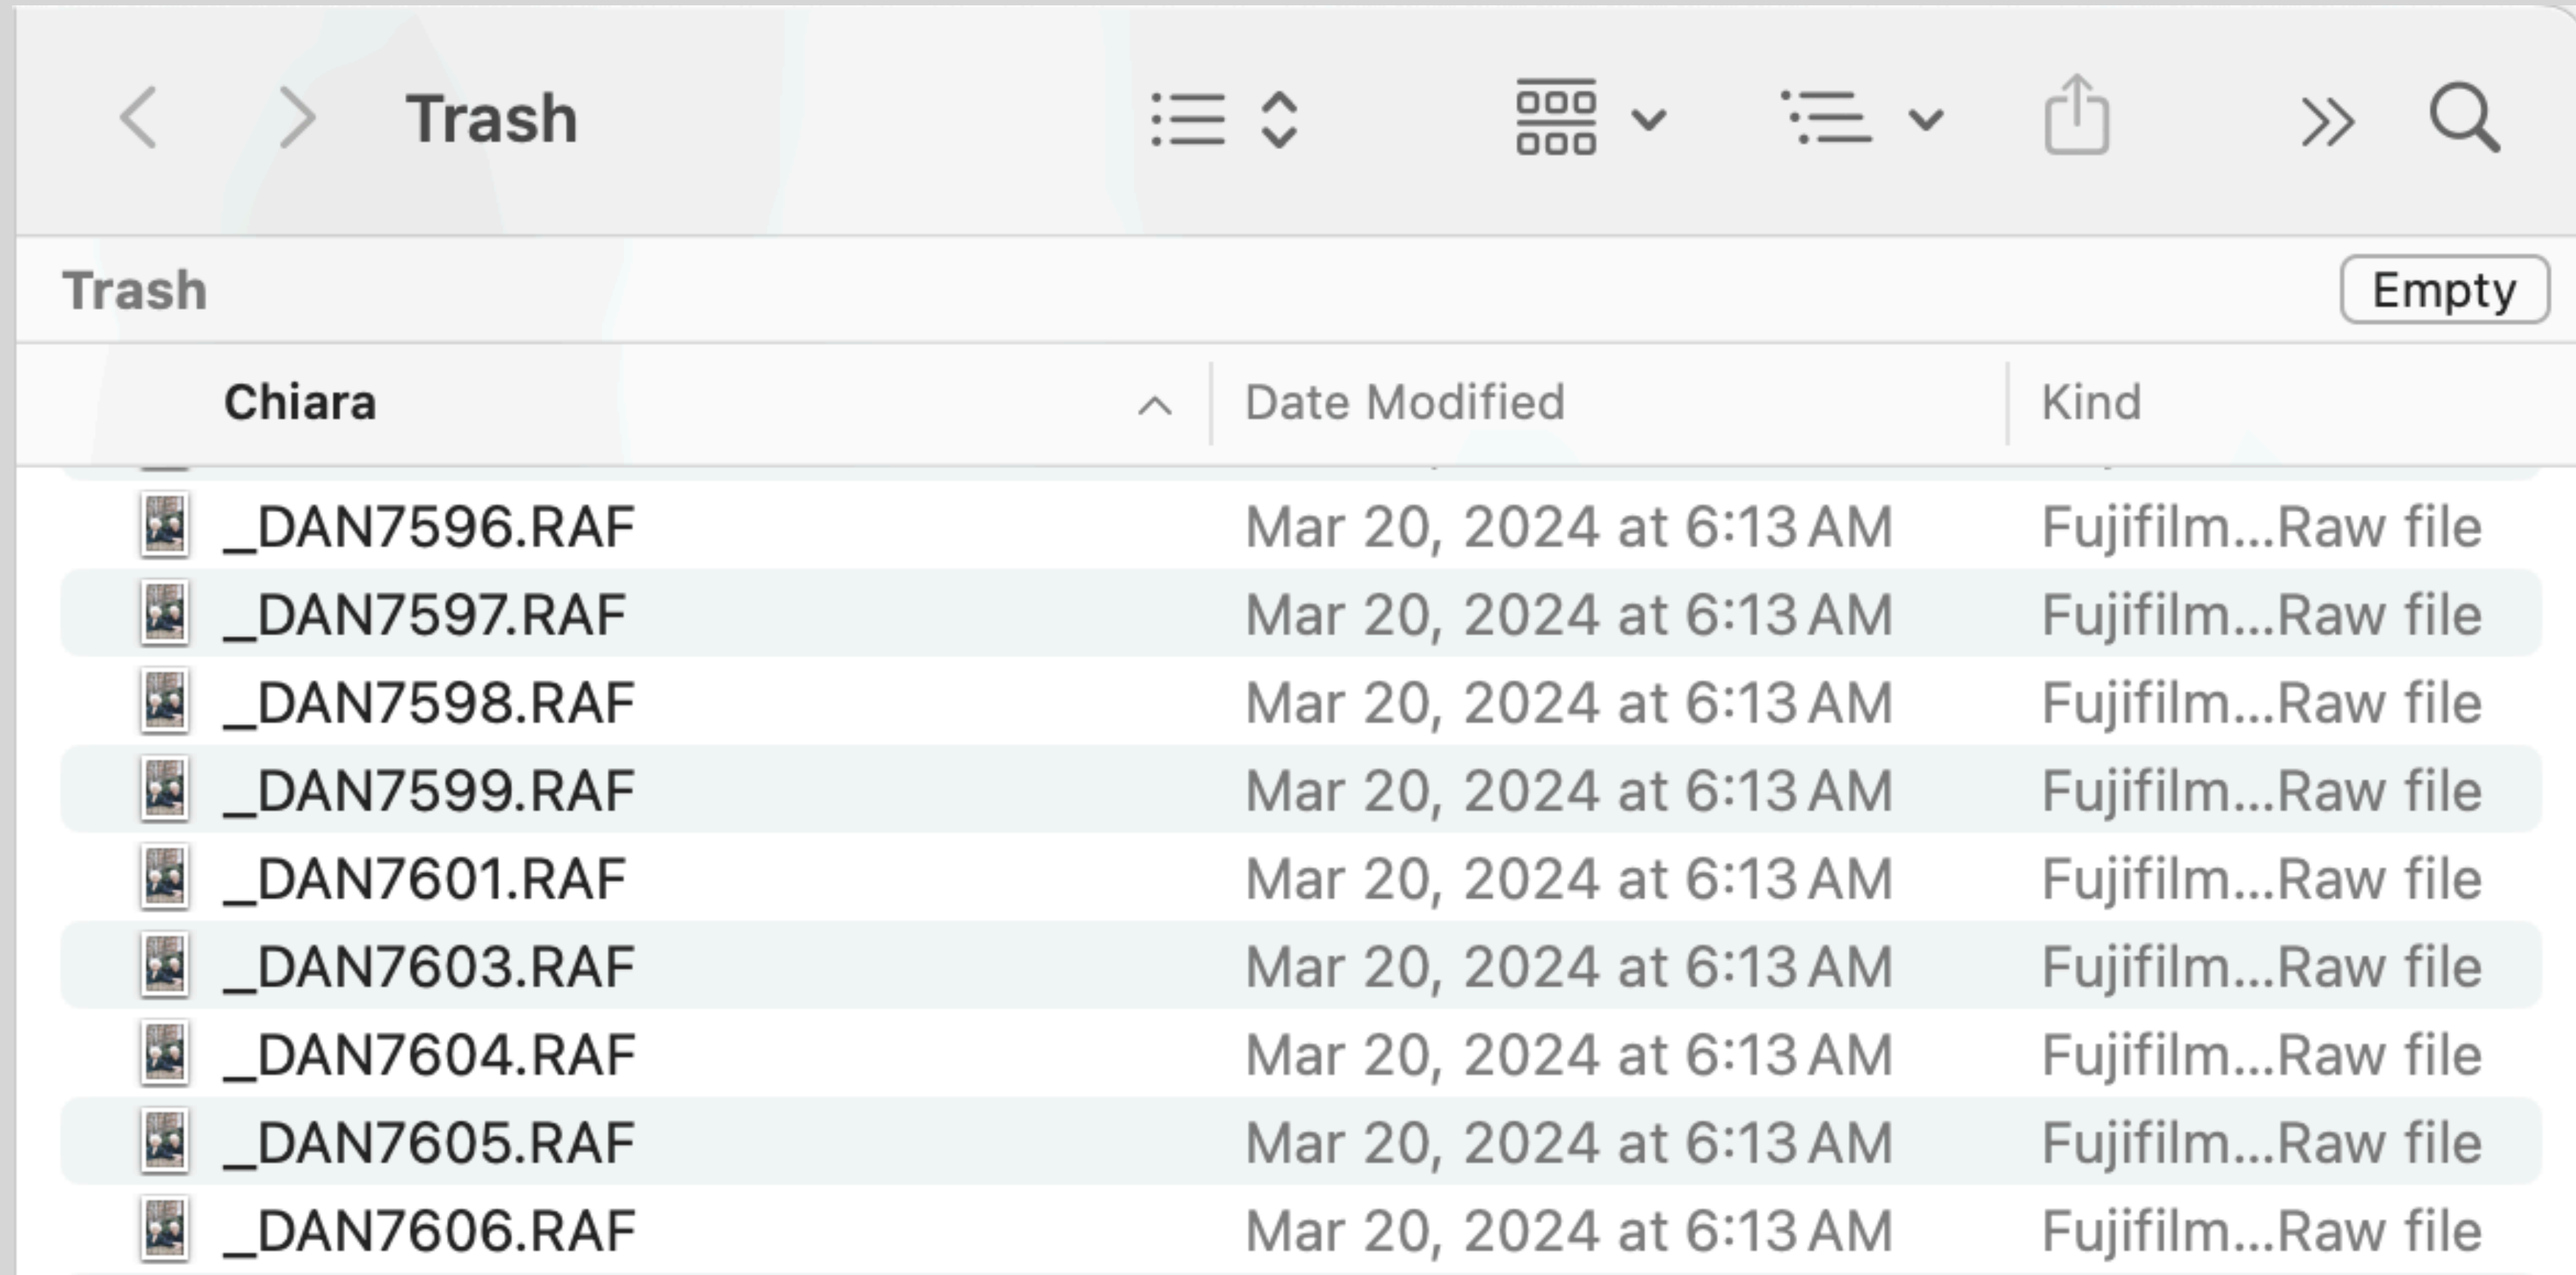 Trash
Trash Empty
Chiara Date Modified Kind
_DAN7596.RAF Mar 20, 2024 at 6:13 AM Fujifilm...Raw file
_DAN7597.RAF Mar 20, 2024 at 6:13 AM Fujifilm...Raw file
_DAN7598.RAF Mar 20, 2024 at 6:13 AM Fujifilm...Raw file
_DAN7599.RAF Mar 20, 2024 at 6:13 AM Fujifilm...Raw file
_DAN7601.RAF Mar 20, 2024 at 6:13 AM Fujifilm...Raw file
_DAN7603.RAF Mar 20, 2024 at 6:13 AM Fujifilm...Raw file
_DAN7604.RAF Mar 20, 2024 at 6:13 AM Fujifilm...Raw file
_DAN7605.RAF Mar 20, 2024 at 6:13 AM Fujifilm...Raw file
_DAN7606.RAF Mar 20, 2024 at 6:13 AM Fujifilm...Raw file